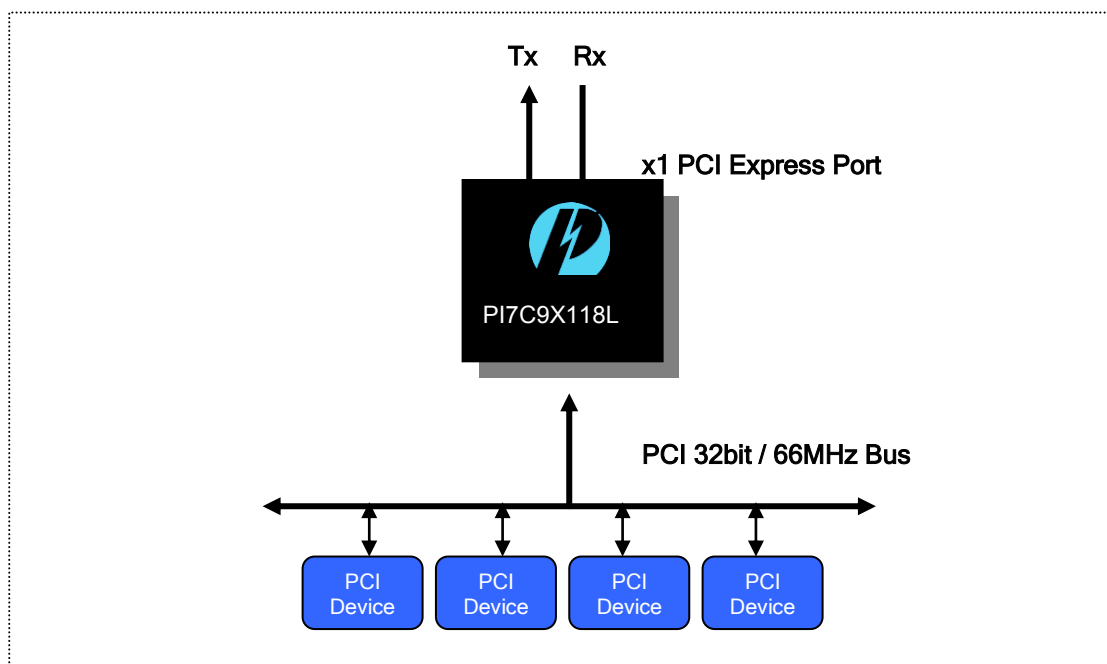 Tx Rx
x1 PCI Express Port
PI7C9X118L
PCI 32bit / 66MHz Bus
PCI PCI PCI PCI
Device Device Device Device